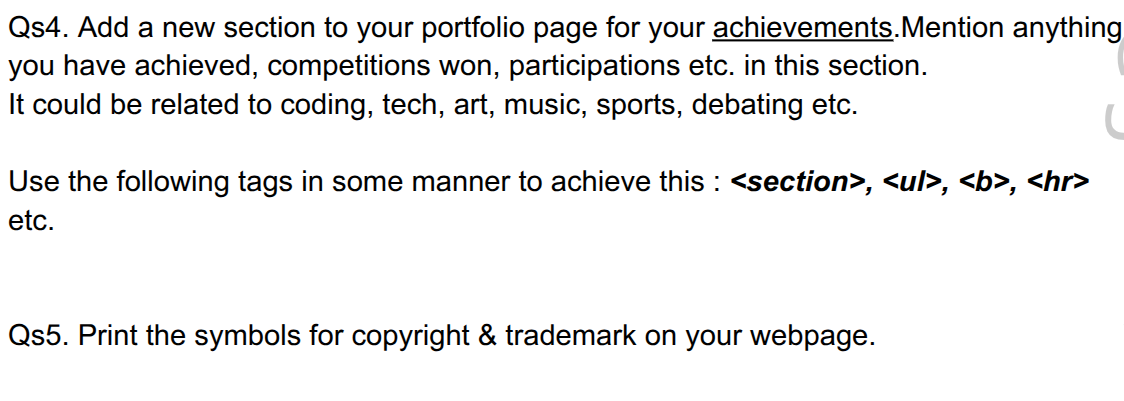 Qs4. Add a new section to your portfolio page for your achievements.Mention anything
you have achieved, competitions won, participations etc. in this section.
It could be related to coding, tech, art, music, sports, debating etc.
Use the following tags in some manner to achieve this : <section>, <ul>, <b>, <hr>
etc.
Qs5. Print the symbols for copyright & trademark on your webpage.